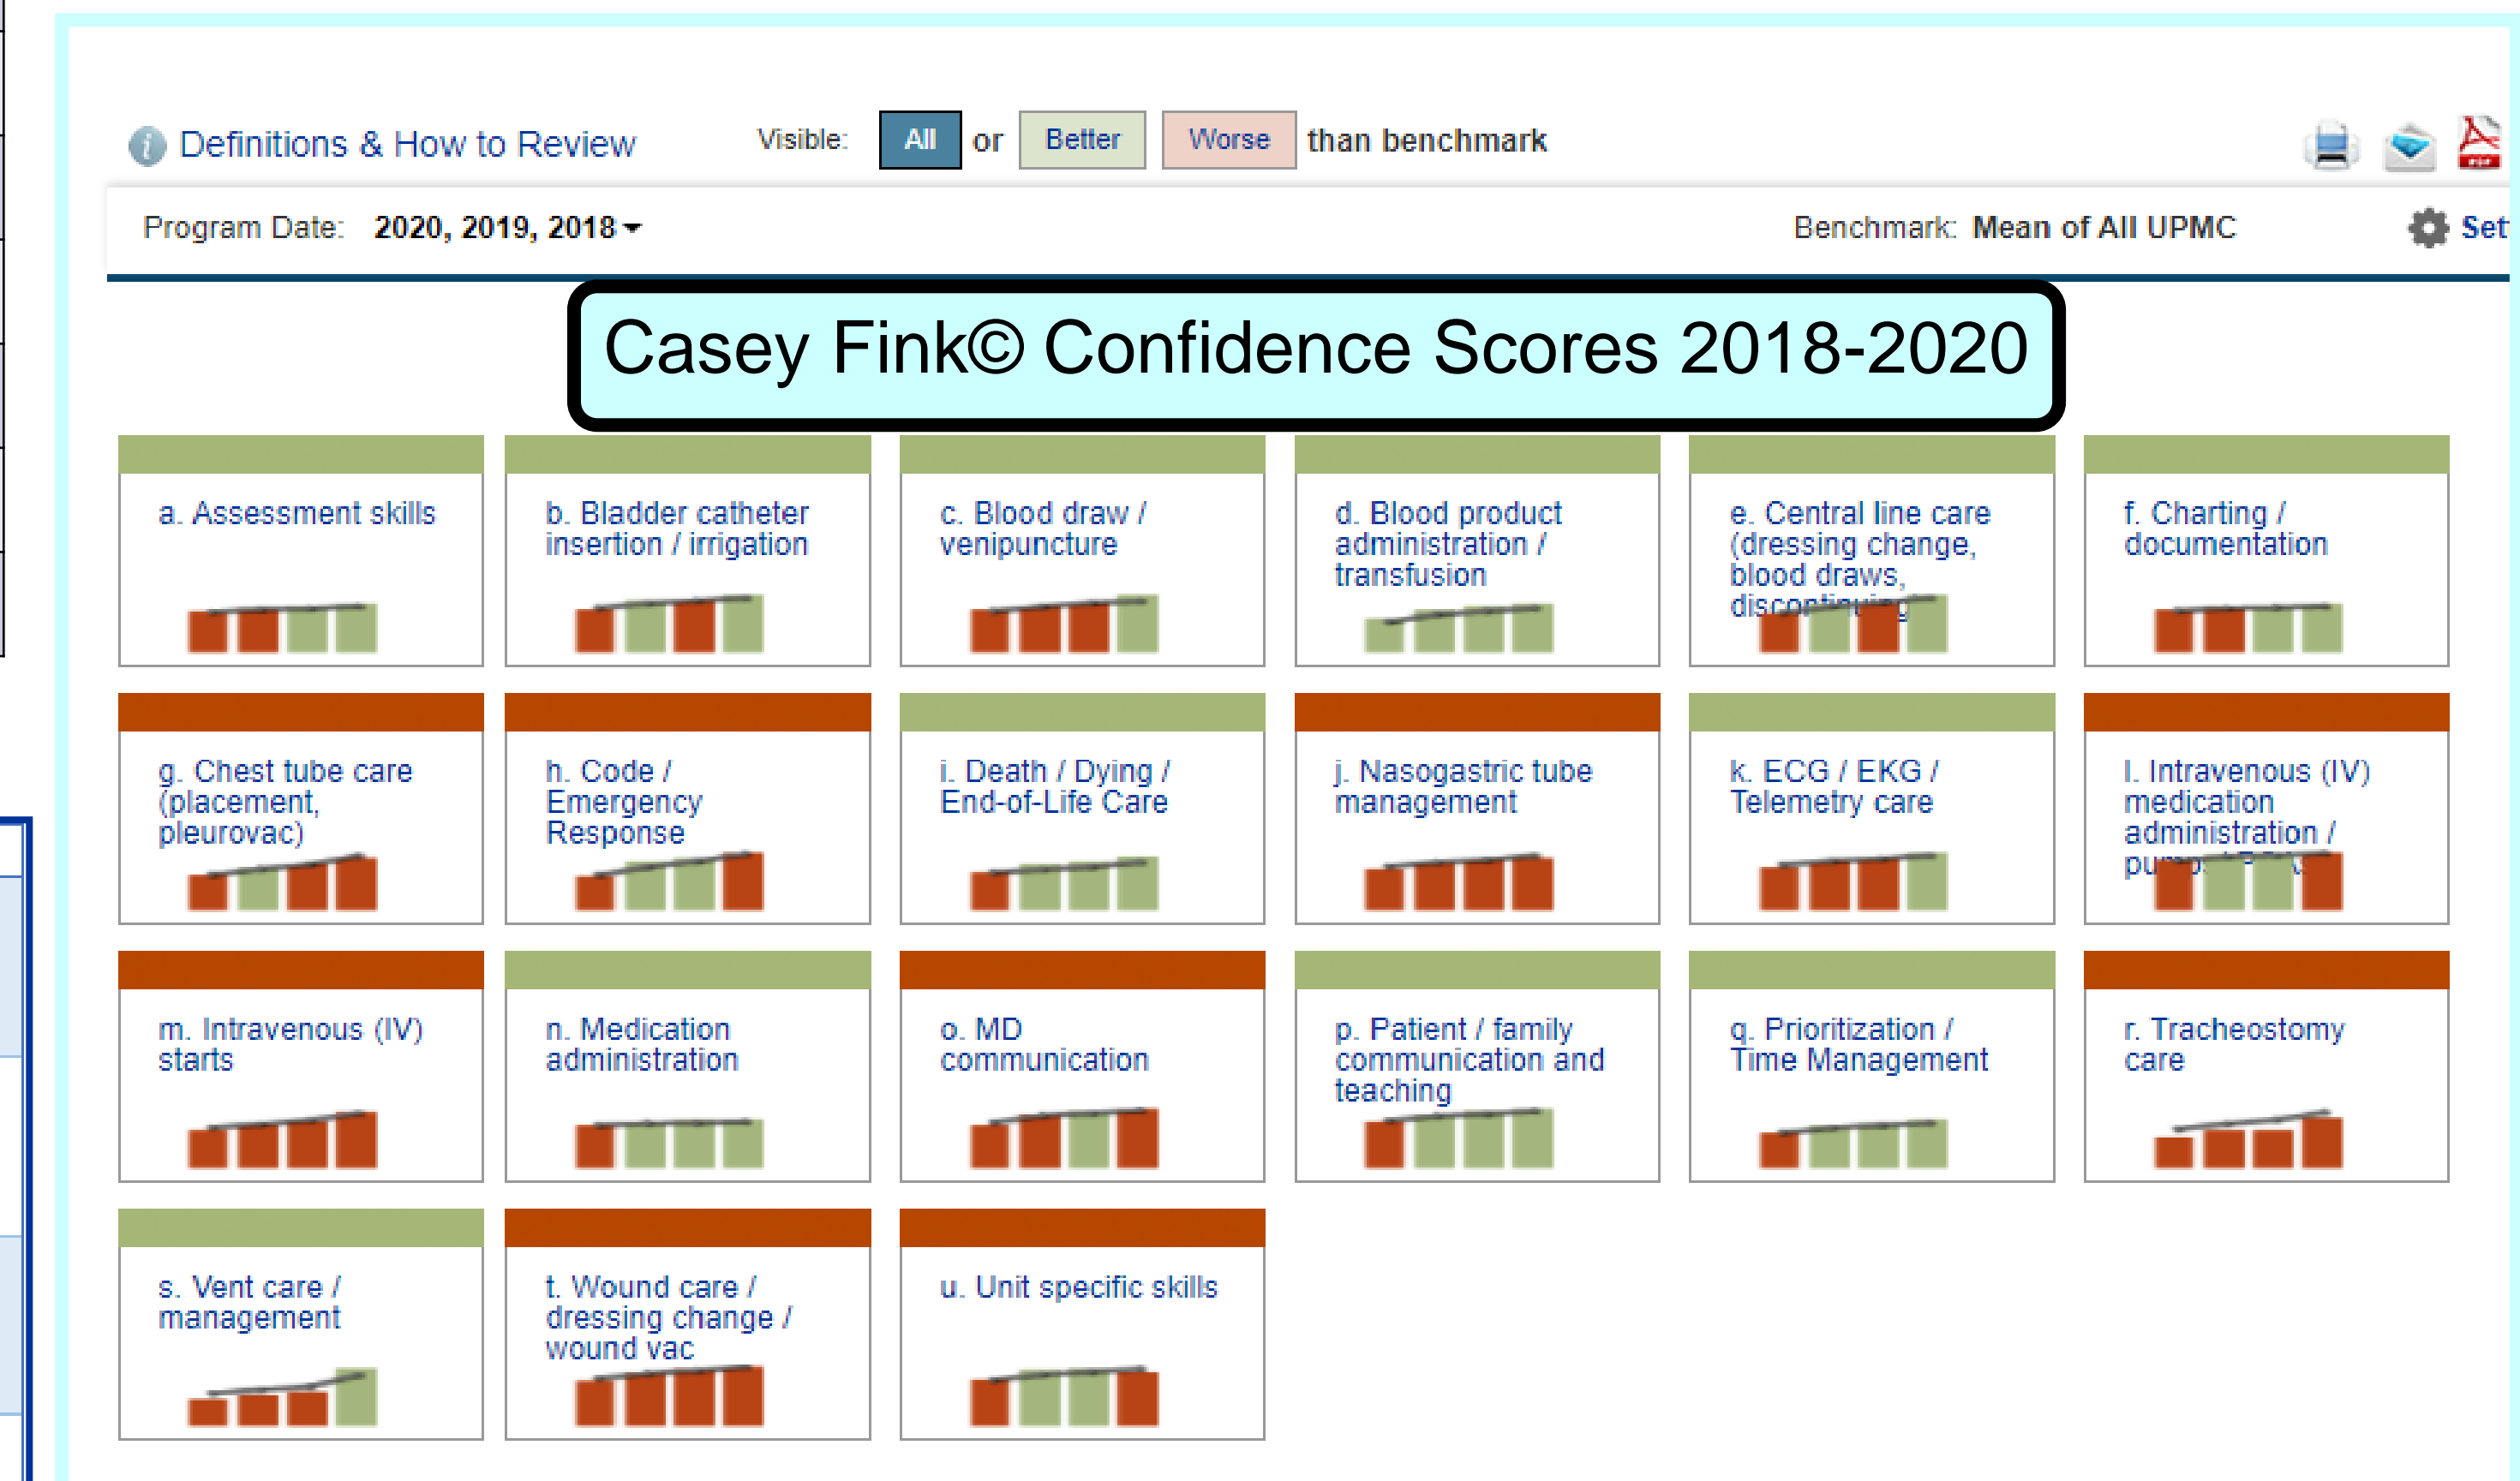 Definitions & How to Review Visible: All or Better Worse than benchmark
Program Date: 2020, 2019, 2018 Benchmark: Mean of All UPMC
Casey Fink© Confidence Scores 2018-2020
a. Assessment skills
b. Bladder catheter
insertion / irrigation
c. Blood draw /
venipuncture
d. Blood product
administration /
transfusion
e. Central line care
(dressing change,
blood draws,
discontinuing
f. Charting /
documentation
g. Chest tube care
(placement,
pleurovac)
h. Code /
Emergency
Response
i. Death / Dying /
End-of-Life Care
j. Nasogastric tube
management
k. ECG / EKG /
Telemetry care
l. Intravenous (IV)
medication
administration /
m. Intravenous (IV)
starts
n. Medication
administration
o. MD
communication
p. Patient / family
communication and
teaching
q. Prioritization /
Time Management
r. Tracheostomy
care
s. Vent care /
management
t. Wound care /
dressing change /
wound vac
u. Unit specific skills